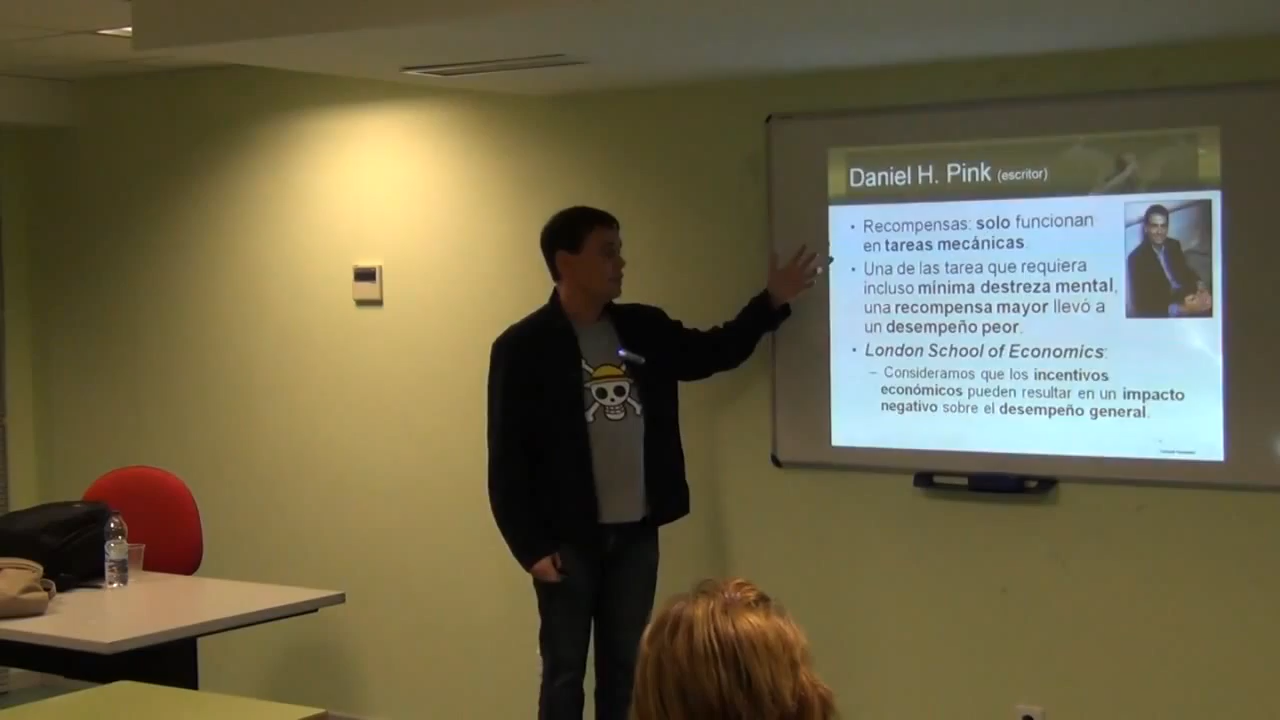 Daniel H. Pink (escritor)
• Recompensas: solo funcionan
en tareas mecánicas.
• Una de las tarea que requiera
incluso mínima destreza mental,
una recompensa mayor llevó a
un desempeño peor.
• London School of Economics:
– Consideramos que los incentivos
económicos pueden resultar en un impacto
negativo sobre el desempeño general.